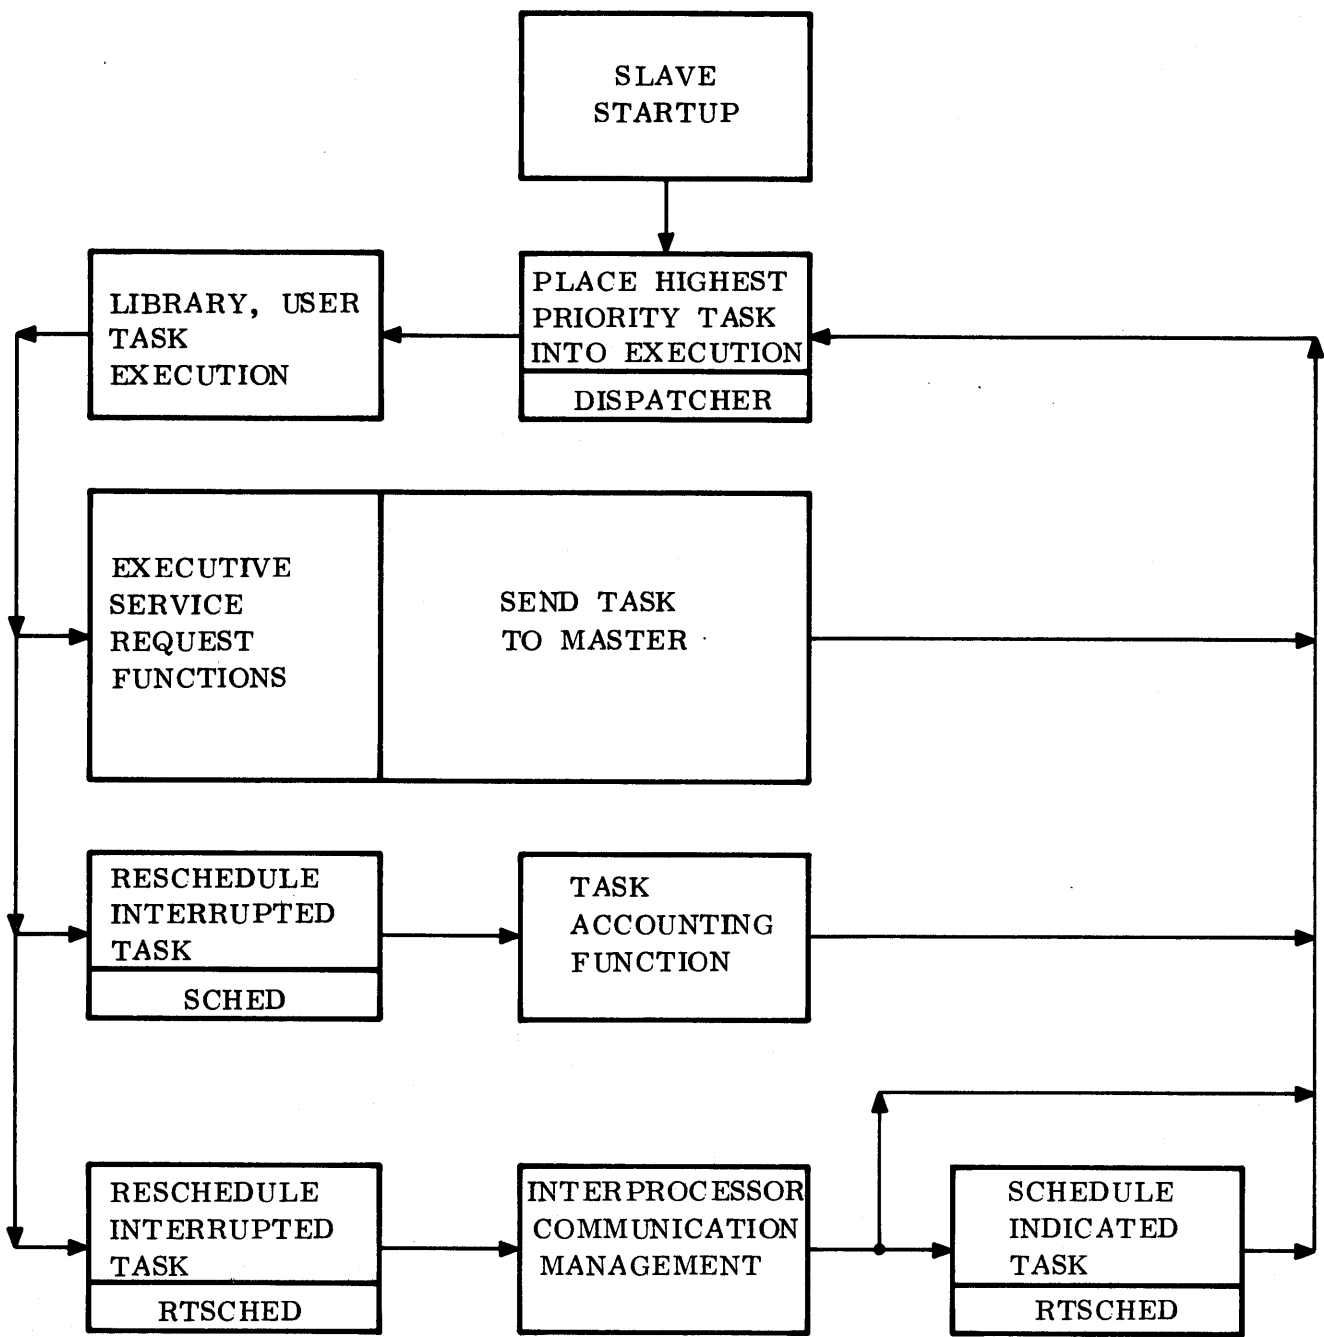 SLAVE
STARTUP
PLACE HIGHEST
PRIORITY TASK
INTO EXECUTION
DISPATCHER
LIBRARY, USER
TASK
EXECUTION
EXECUTIVE
SERVICE
REQUEST
FUNCTIONS
SEND TASK
TO MASTER
RESCHEDULE
INTERRUPTED
TASK
SCHED
TASK
ACCOUNTING
FUNCTION
RESCHEDULE
INTERRUPTED
TASK
RTSCHED
INTERPROCESSOR
COMMUNICATION
MANAGEMENT
SCHEDULE
INDICATED
TASK
RTSCHED